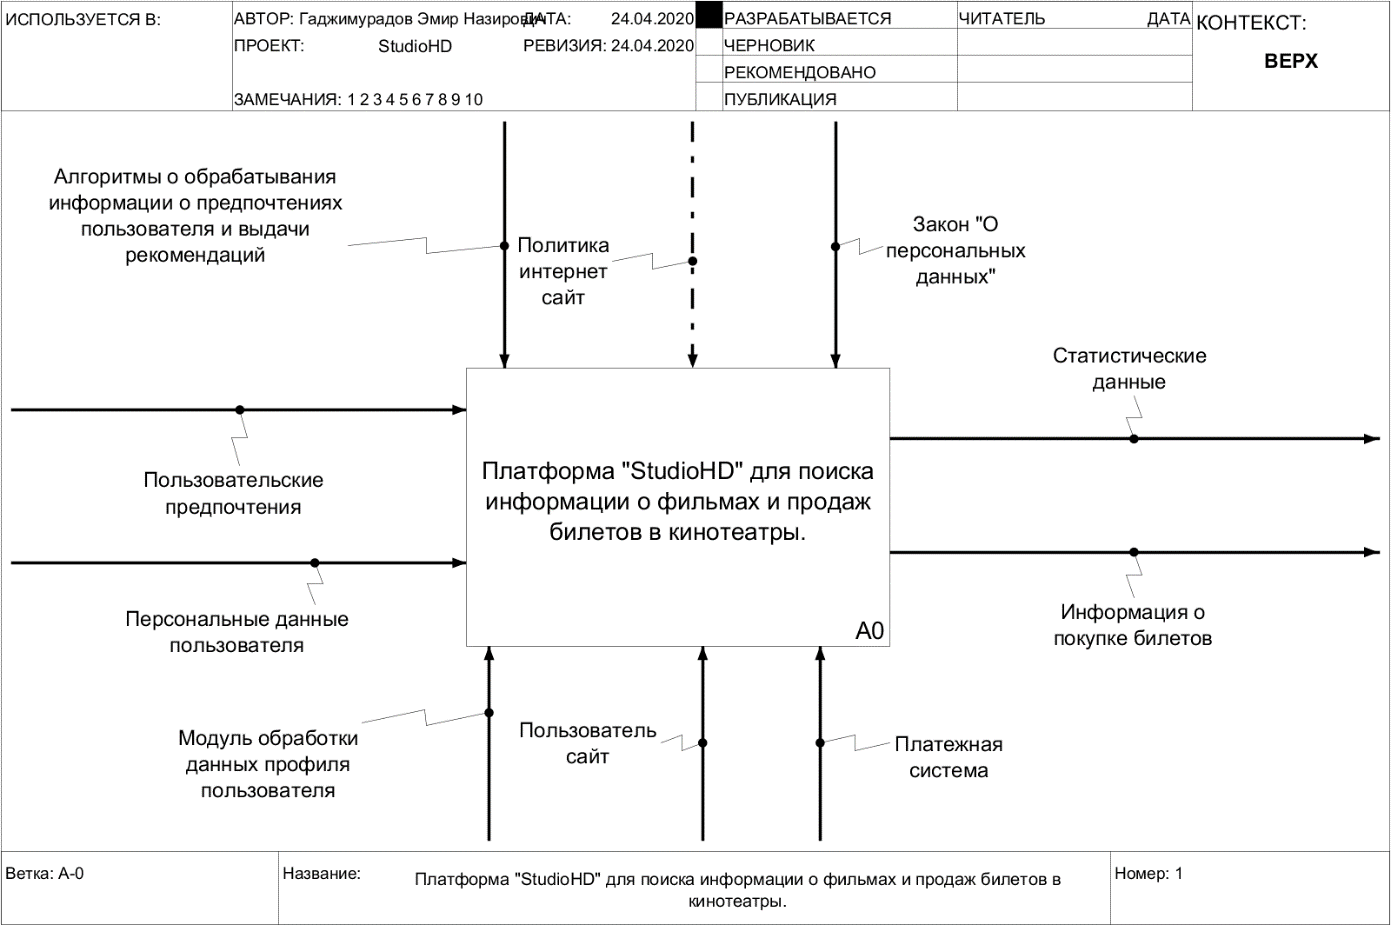 ИСПОЛЬЗУЕТСЯ В:
АВТОР: Гаджимурадов Эмир Назирович
ДАТА: 24.04.2020
ПРОЕКТ: StudioHD
РЕВИЗИЯ: 24.04.2020
ЗАМЕЧАНИЯ: 1 2 3 4 5 6 7 8 9 10
РАЗРАБАТЫВАЕТСЯ
ЧЕРНОВИК
РЕКОМЕНДОВАНО
ПУБЛИКАЦИЯ
ЧИТАТЕЛЬ ДАТА
КОНТЕКСТ:
ВЕРХ
Алгоритмы о обрабатывания
информации о предпочтениях
пользователя и выдачи
рекомендаций
Политика
интернет
сайт
Закон "О
персональных
данных"
Статистические
данные
Пользовательские
предпочтения
Платформа "StudioHD" для поиска
информации о фильмах и продаж
билетов в кинотеатры.
A0
Персональные данные
пользователя
Информация о
покупке билетов
Модуль обработки
данных профиля
пользователя
Пользователь
сайт
Платежная
система
Ветка: A-0
Название:
Платформа "StudioHD" для поиска информации о фильмах и продаж билетов в
кинотеатры.
Номер: 1